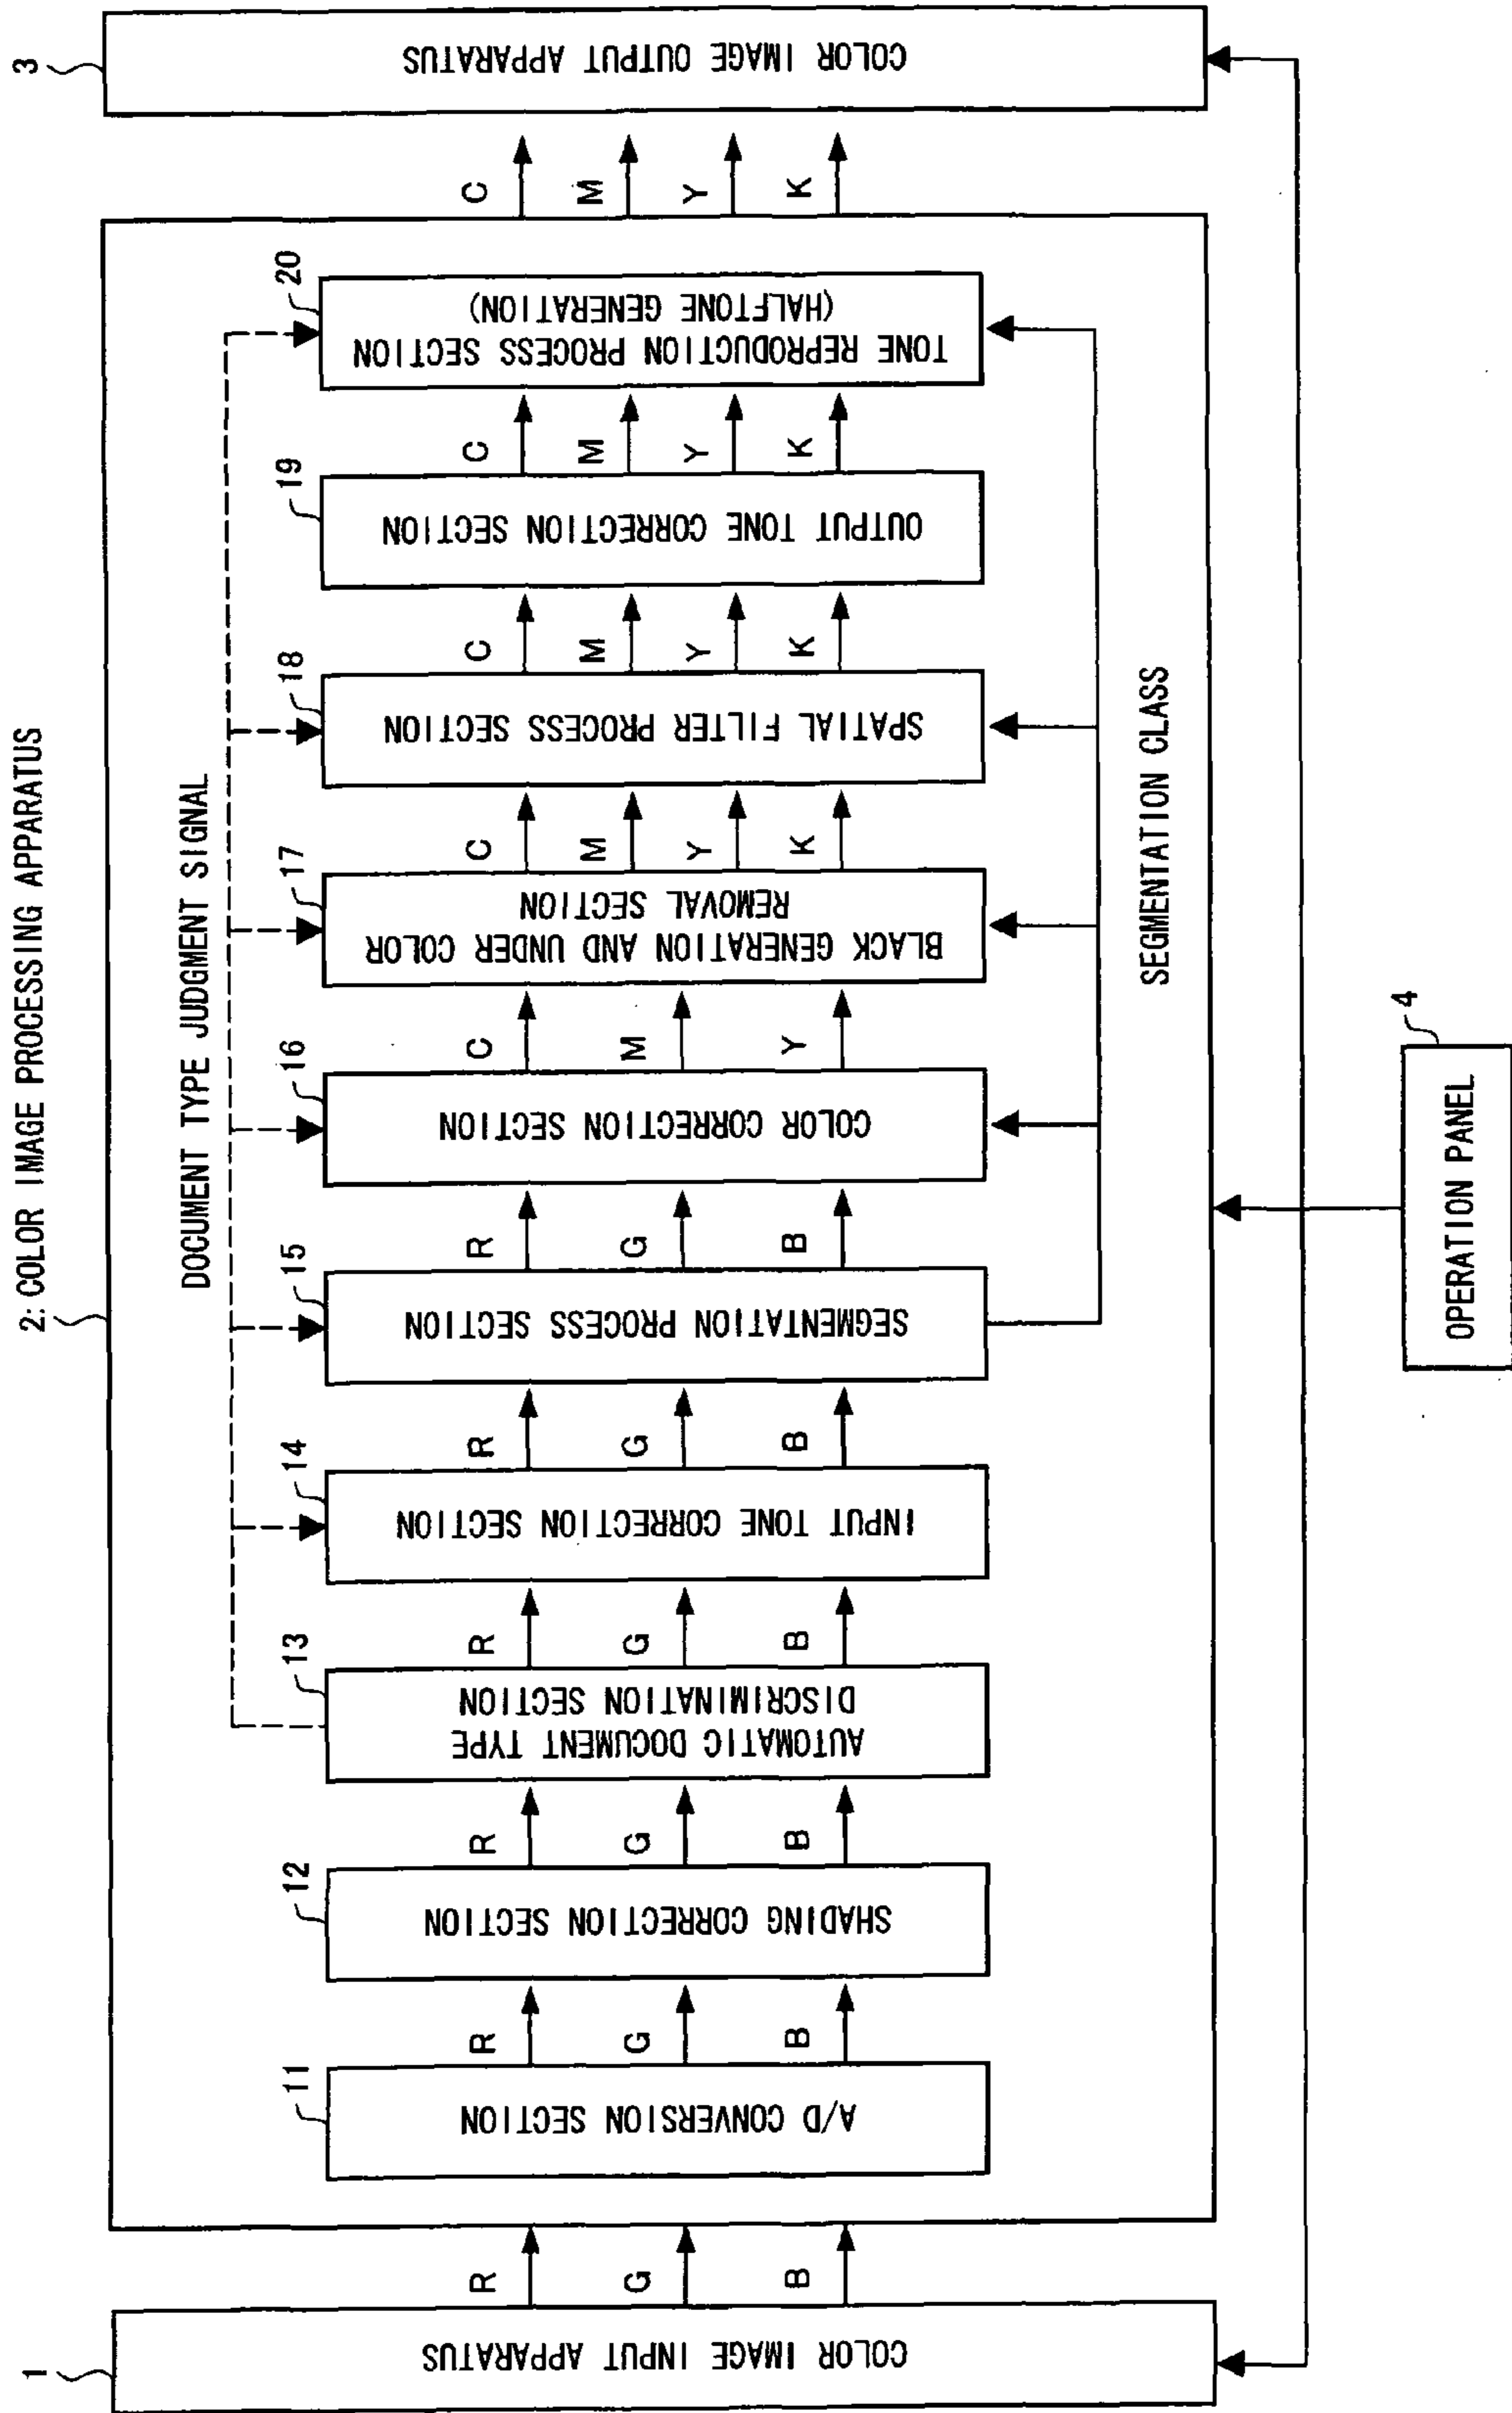 2: COLOR IMAGE PROCESSING APPARATUS
1
COLOR IMAGE INPUT APPARATUS
R
G
B
DOCUMENT TYPE JUDGMENT SIGNAL
11
A/D CONVERSION SECTION
R
G
B
12
SHADING CORRECTION SECTION
R
G
B
13
AUTOMATIC DOCUMENT TYPE
DISCRIMINATION SECTION
R
G
B
14
INPUT TONE CORRECTION SECTION
R
G
B
15
SEGMENTATION PROCESS SECTION
R
G
B
16
COLOR CORRECTION SECTION
C
M
Y
17
BLACK GENERATION AND UNDER COLOR
REMOVAL SECTION
C
M
Y
K
18
SPATIAL FILTER PROCESS SECTION
C
M
Y
K
19
OUTPUT TONE CORRECTION SECTION
C
M
Y
K
20
TONE REPRODUCTION PROCESS SECTION
(HALFTONE GENERATION)
C
M
Y
K
3
COLOR IMAGE OUTPUT APPARATUS
SEGMENTATION CLASS
4
OPERATION PANEL